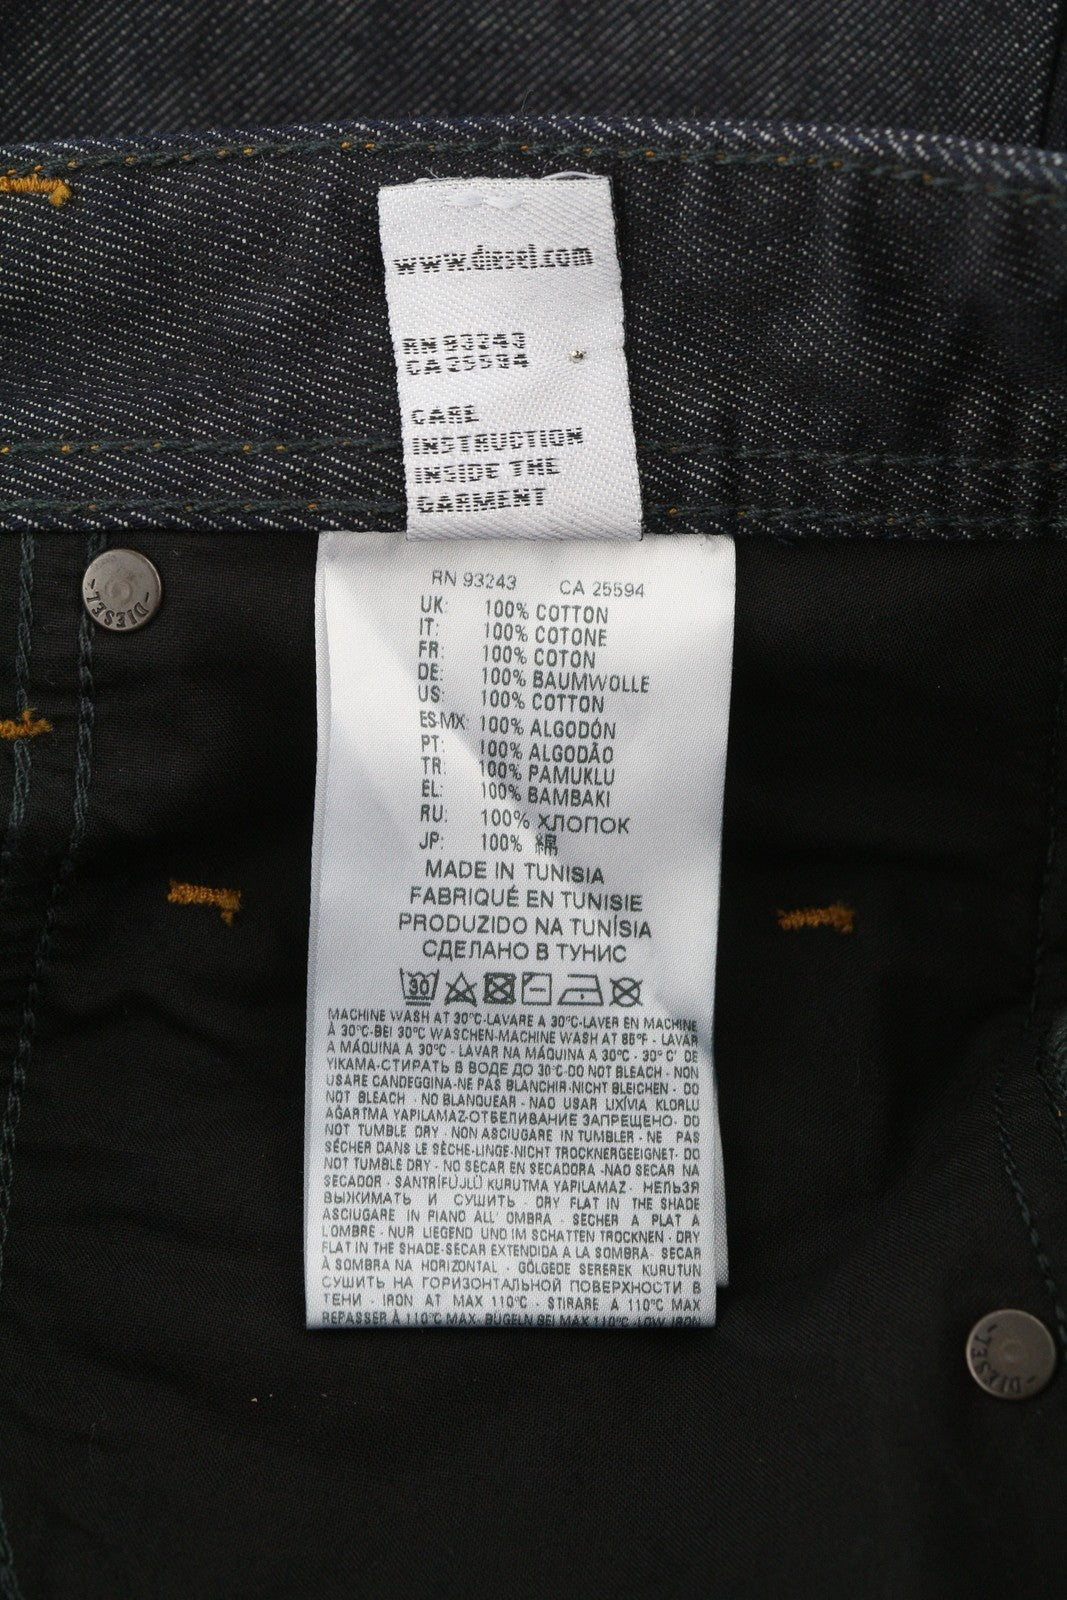 www.diesel.com
RN 93243
CA 25594
CARE
INSTRUCTION
INSIDE THE
GARMENT
RN 93243 CA 25594
UK: 100% COTTON
IT: 100% COTONE
FR: 100% COTON
DE: 100% BAUMWOLLE
US: 100% COTTON
ES-MX: 100% ALGODÓN
PT: 100% ALGODÃO
TR: 100% PAMUKLU
EL: 100% BAMBAKI
RU: 100% ХЛОПОК
JP: 100% 綿
MADE IN TUNISIA
FABRIQUÉ EN TUNISIE
PRODUZIDO NA TUNÍSIA
СДЕЛАНО В ТУНИС
30
MACHINE WASH AT 30°C-LAVARE A 30°C-LAVER EN MACHINE
À 30°C-BEI 30°C WASCHEN-MACHINE WASH AT 86°F - LAVAR
A MÁQUINA A 30°C - LAVAR NA MÁQUINA A 30°C - 30°C' DE
YIKAMA-СТИРАТЬ В ВОДЕ ДО 30°C-DO NOT BLEACH - NON
USARE CANDEGGINA-NE PAS BLANCHIR-NICHT BLEICHEN - DO
NOT BLEACH - NO BLANQUEAR - NAO USAR LIXÍVIA KLORLU
AĞARTMA YAPILAMAZ-ОТБЕЛИВАНИЕ ЗАПРЕЩЕНО- DO
NOT TUMBLE DRY - NON ASCIUGARE IN TUMBLER - NE PAS
SÉCHER DANS LE SÈCHE-LINGE-NICHT TROCKNERGEEIGNET- DO
NOT TUMBLE DRY - NO SECAR EN SECADORA -NAO SECAR NA
SECADOR - SANTRİFÜJLÜ KURUTMA YAPILAMAZ - НЕЛЬЗЯ
ВЫЖИМАТЬ И СУШИТЬ - DRY FLAT IN THE SHADE
ASCIUGARE IN PIANO ALL' OMBRA - SECHER A PLAT A
L'OMBRE - NUR LIEGEND UND IM SCHATTEN TROCKNEN - DRY
FLAT IN THE SHADE-SECAR EXTENDIDA A LA SOMBRA- SECAR
À SOMBRA NA HORIZONTAL - GÖLGEDE SEREREK KURUTUN
СУШИТЬ НА ГОРИЗОНТАЛЬНОЙ ПОВЕРХНОСТИ В
ТЕНИ - IRON AT MAX 110°C - STIRARE A 110°C MAX
REPASSER À 110°C MAX. BÜGELN BEI MAX 110°C -LOW IRON
DIESEL
DIESEL